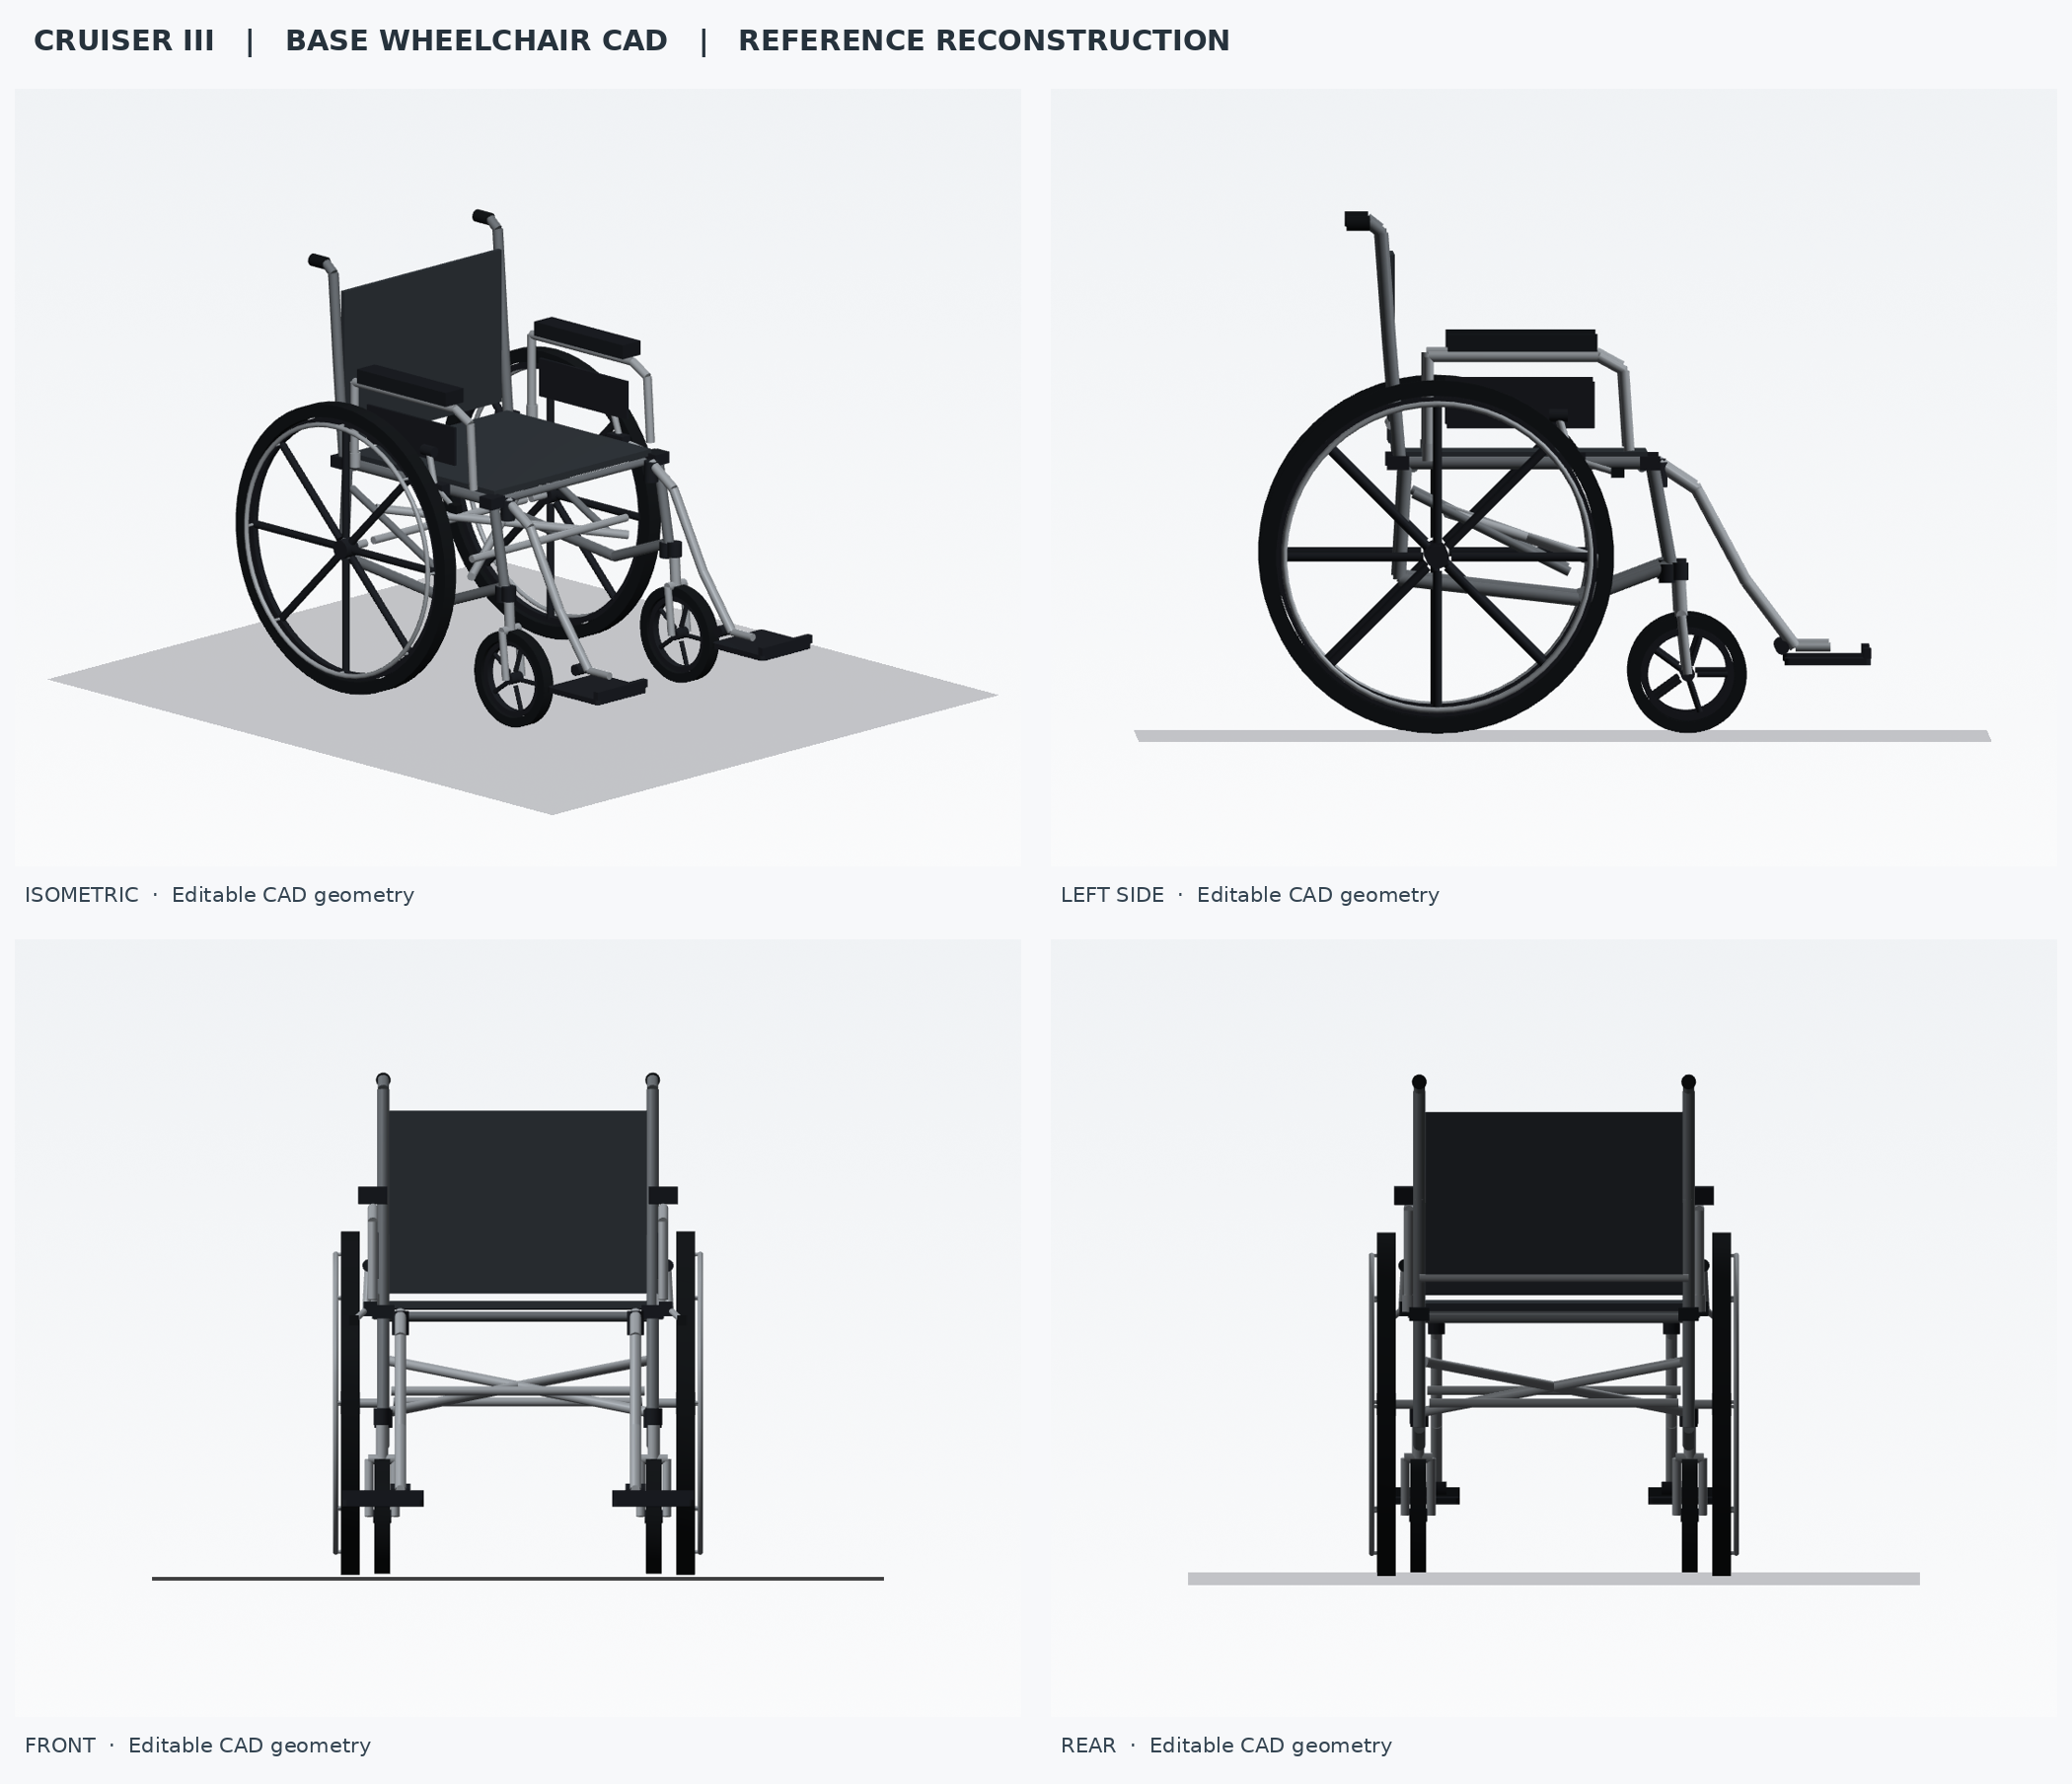 CRUISER III | BASE WHEELCHAIR CAD | REFERENCE RECONSTRUCTION
ISOMETRIC · Editable CAD geometry
LEFT SIDE · Editable CAD geometry
FRONT · Editable CAD geometry
REAR · Editable CAD geometry